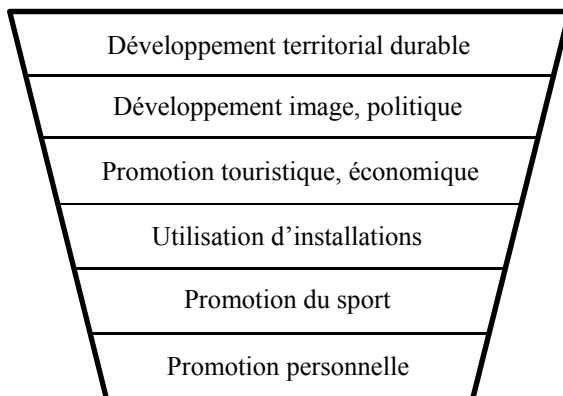 Développement territorial durable
Développement image, politique
Promotion touristique, économique
Utilisation d’installations
Promotion du sport
Promotion personnelle